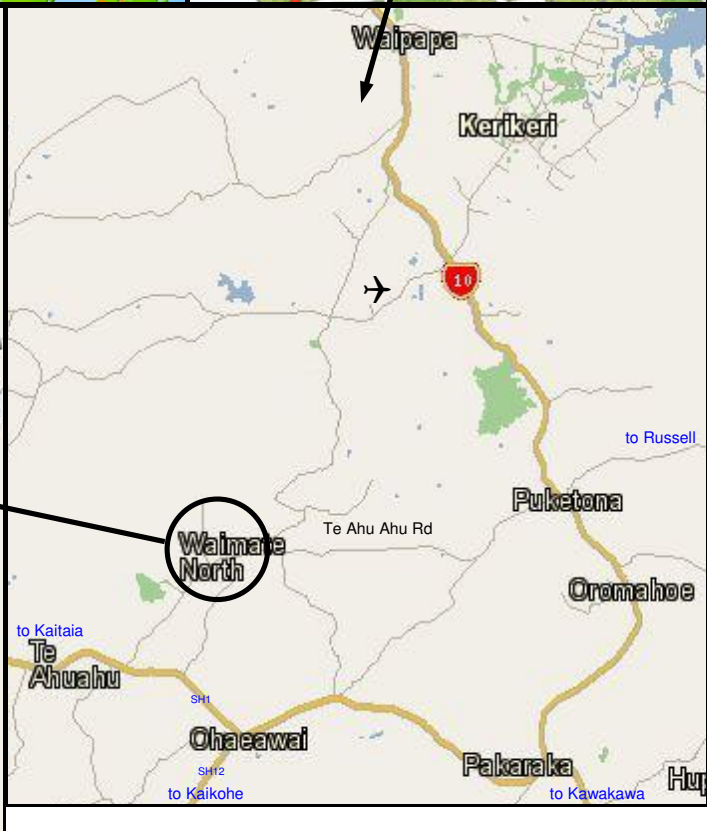 Waipapa
Kerikeri
10
to Russell
Puketona
Te Ahu Ahu Rd
Waimate
North
Oromahoe
to Kaitaia
Te
Ahuahu
SH1
Ohaeawai
Pakaraka
SH12
to Kaikohe
to Kawakawa